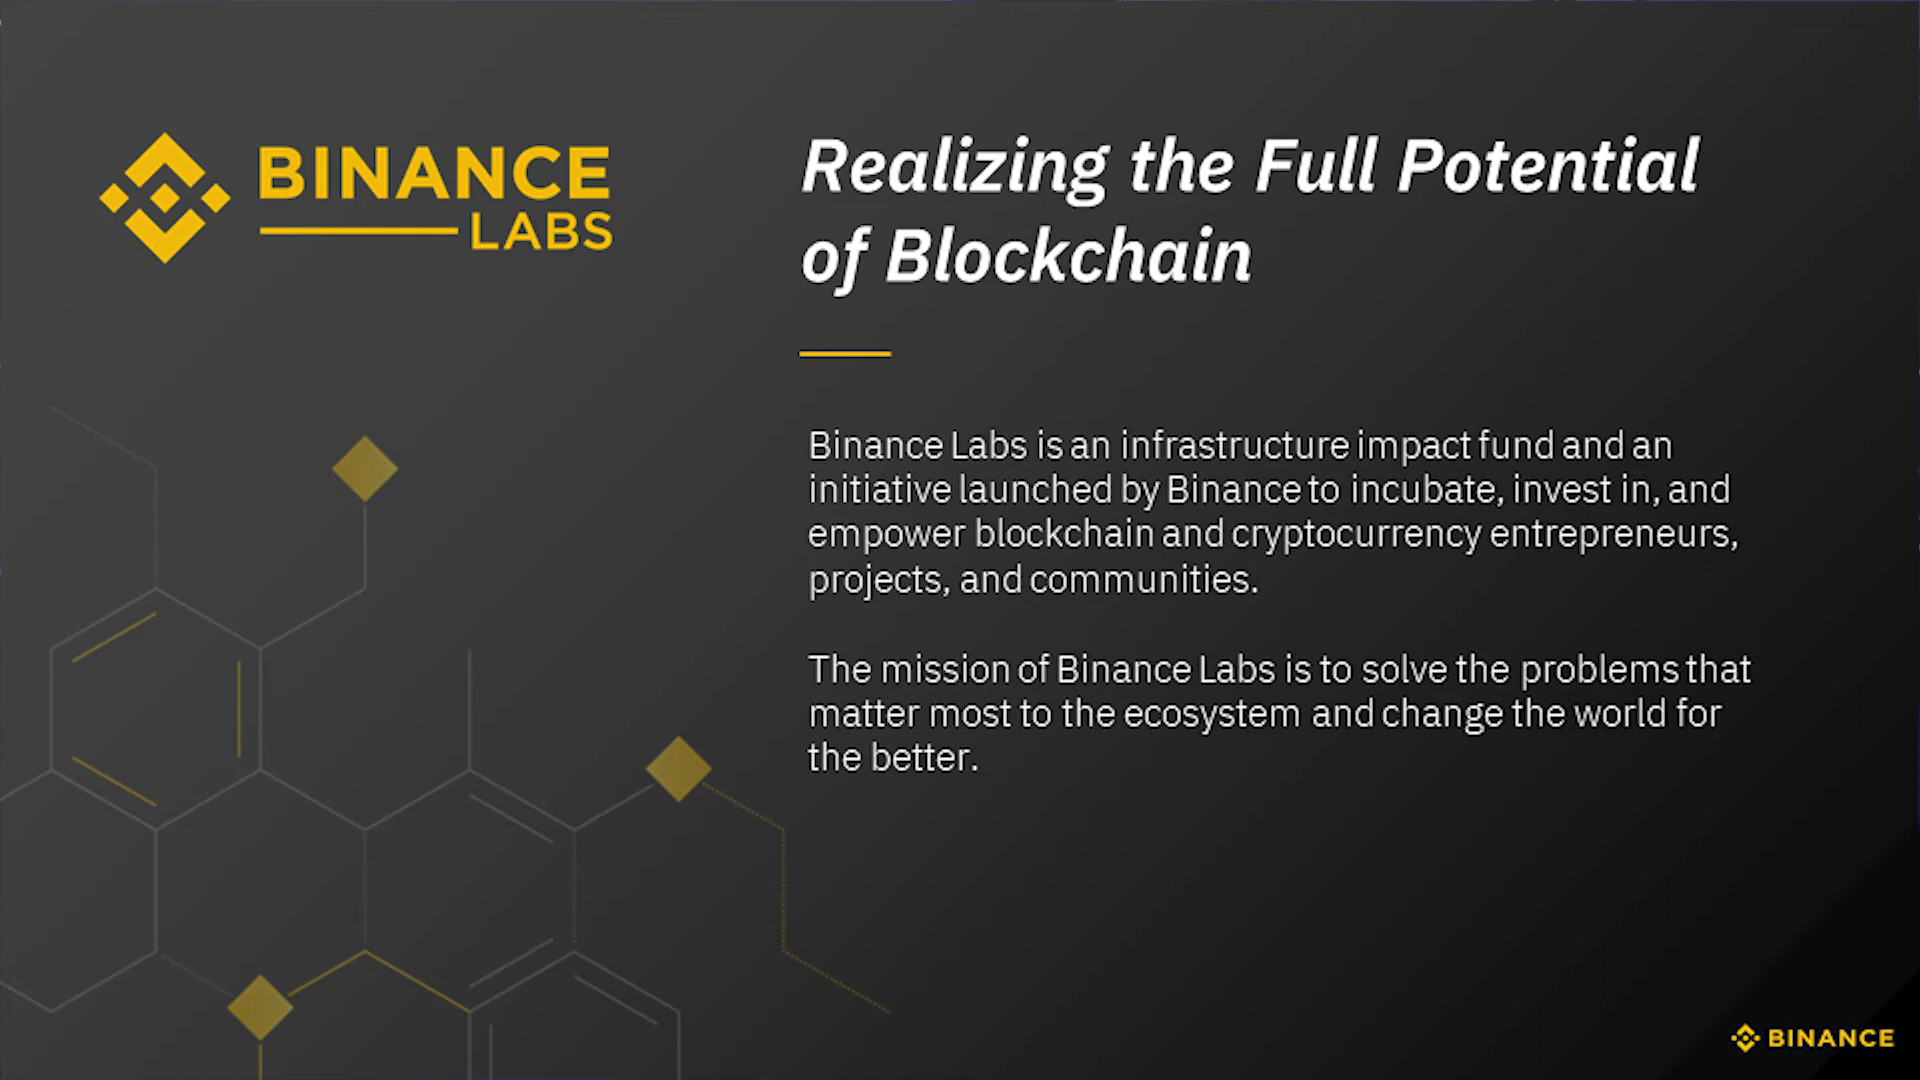 BINANCE
LABS
Realizing the Full Potential
of Blockchain
Binance Labs is an infrastructure impact fund and an
initiative launched by Binance to incubate, invest in, and
empower blockchain and cryptocurrency entrepreneurs,
projects, and communities.
The mission of Binance Labs is to solve the problems that
matter most to the ecosystem and change the world for
the better.
BINANCE